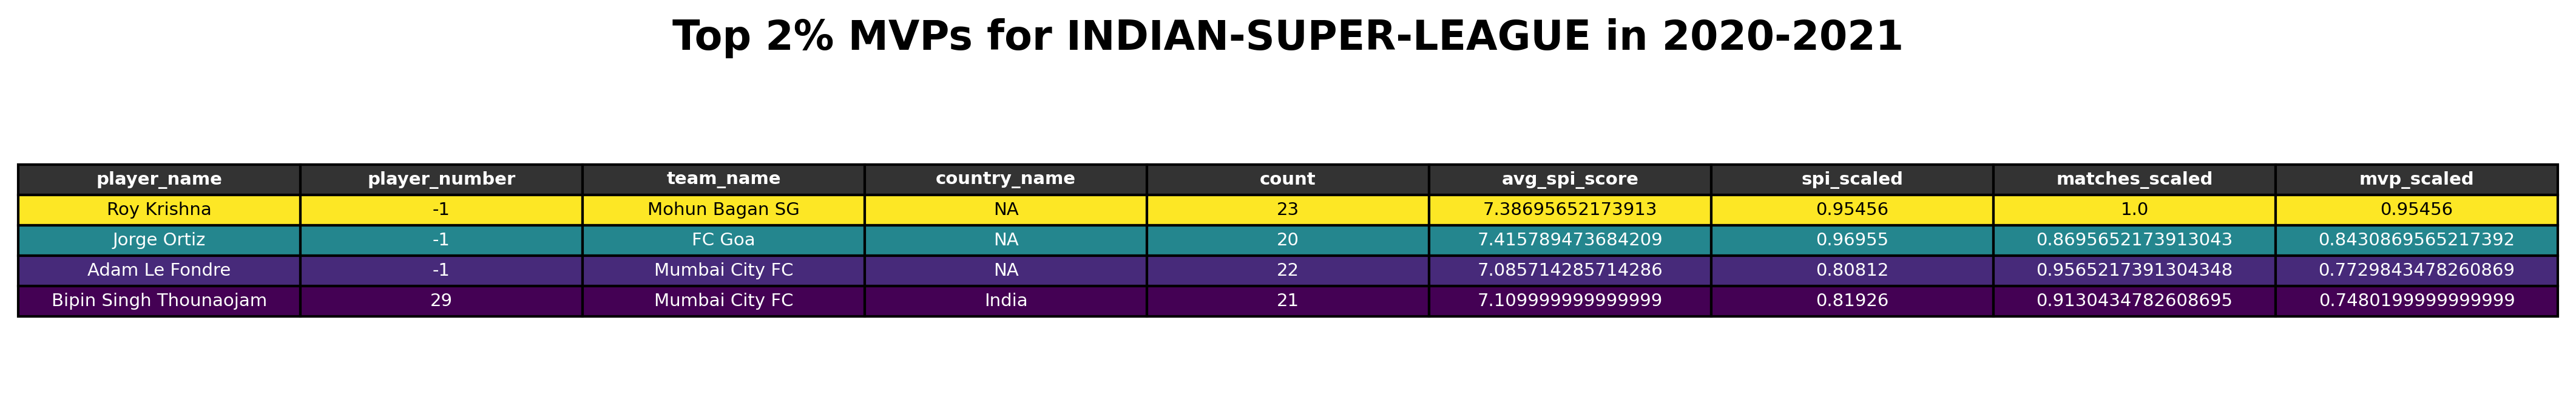 Top 2% MVPs for INDIAN-SUPER-LEAGUE in 2020-2021
player_name player_number team_name country_name count avg_spi_score spi_scaled matches_scaled mvp_scaled
Roy Krishna -1 Mohun Bagan SG NA 23 7.38695652173913 0.95456 1.0 0.95456
Jorge Ortiz -1 FC Goa NA 20 7.415789473684209 0.96955 0.8695652173913043 0.8430869565217392
Adam Le Fondre -1 Mumbai City FC NA 22 7.085714285714286 0.80812 0.9565217391304348 0.7729843478260869
Bipin Singh Thounaojam 29 Mumbai City FC India 21 7.109999999999999 0.81926 0.9130434782608695 0.7480199999999999